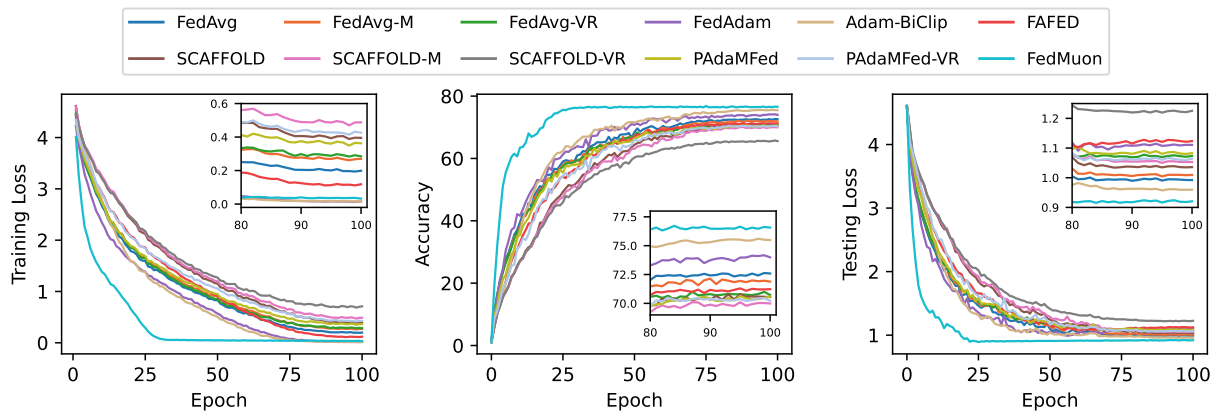 FedAvg FedAvg-M FedAvg-VR FedAdam Adam-BiClip FAFED
SCAFFOLD SCAFFOLD-M SCAFFOLD-VR PAdaMFed PAdaMFed-VR FedMuon
Training Loss
4
3
2
1
0
0.6
0.4
0.2
0.0
80 90 100
0 25 50 75 100
Epoch
Accuracy
80
60
40
20
0
77.5
75.0
72.5
70.0
80 90 100
0 25 50 75 100
Epoch
Testing Loss
4
3
2
1
1.2
1.1
1.0
0.9
80 90 100
0 25 50 75 100
Epoch